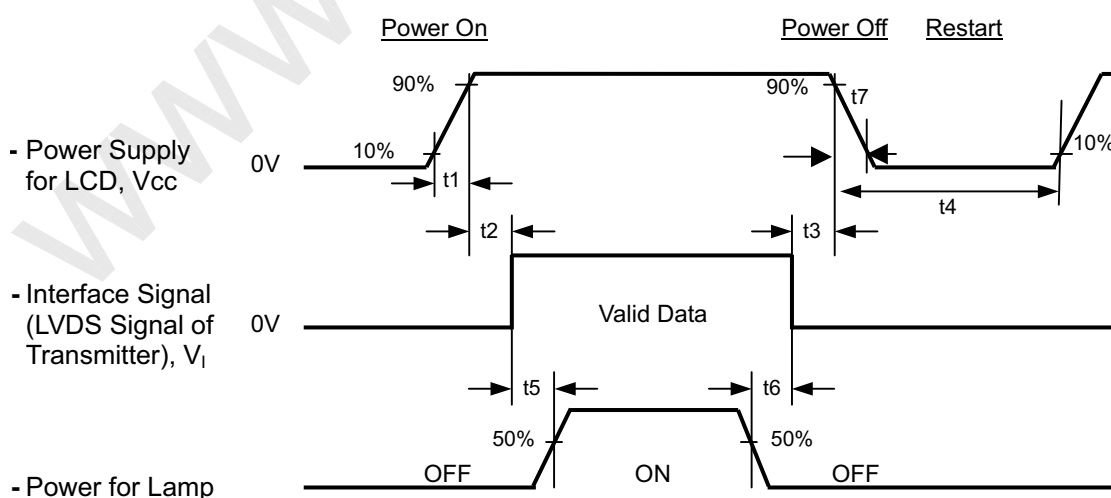 Power On Power Off Restart
90% 90% t7
- Power Supply for LCD, Vcc 0V 10% 10%
t1 t4
t2 t3
- Interface Signal (LVDS Signal of Transmitter), VI 0V Valid Data
t5 t6
50% 50%
- Power for Lamp OFF ON OFF